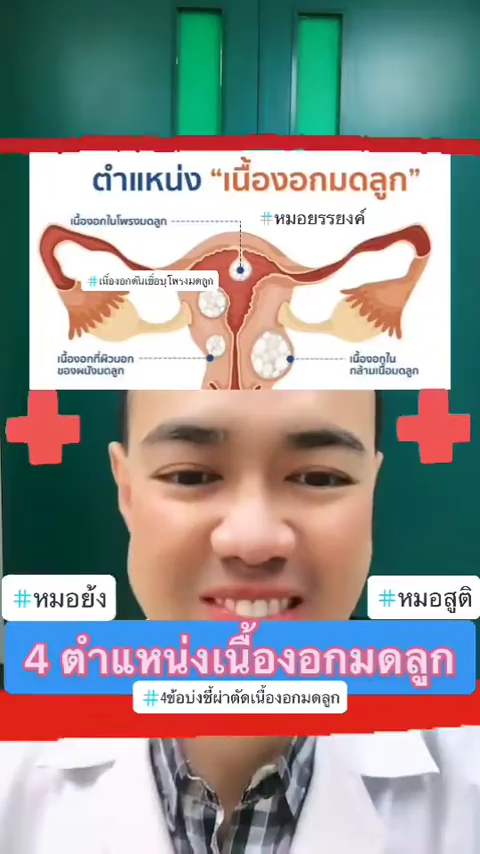 ตำแหน่ง “เนื้องอกมดลูก”
เนื้องอกในโพรงมดลูก
#หมอยรรยงค์
#เนื้องอกดันเยื่อบุโพรงมดลูก
เนื้องอกที่ผิวนอก
ของผนังมดลูก
เนื้องอกใน
กล้ามเนื้อมดลูก
#หมอย้ง
#หมอสูติ
4 ตำแหน่งเนื้องอกมดลูก
#4ข้อบ่งชี้ผ่าตัดเนื้องอกมดลูก